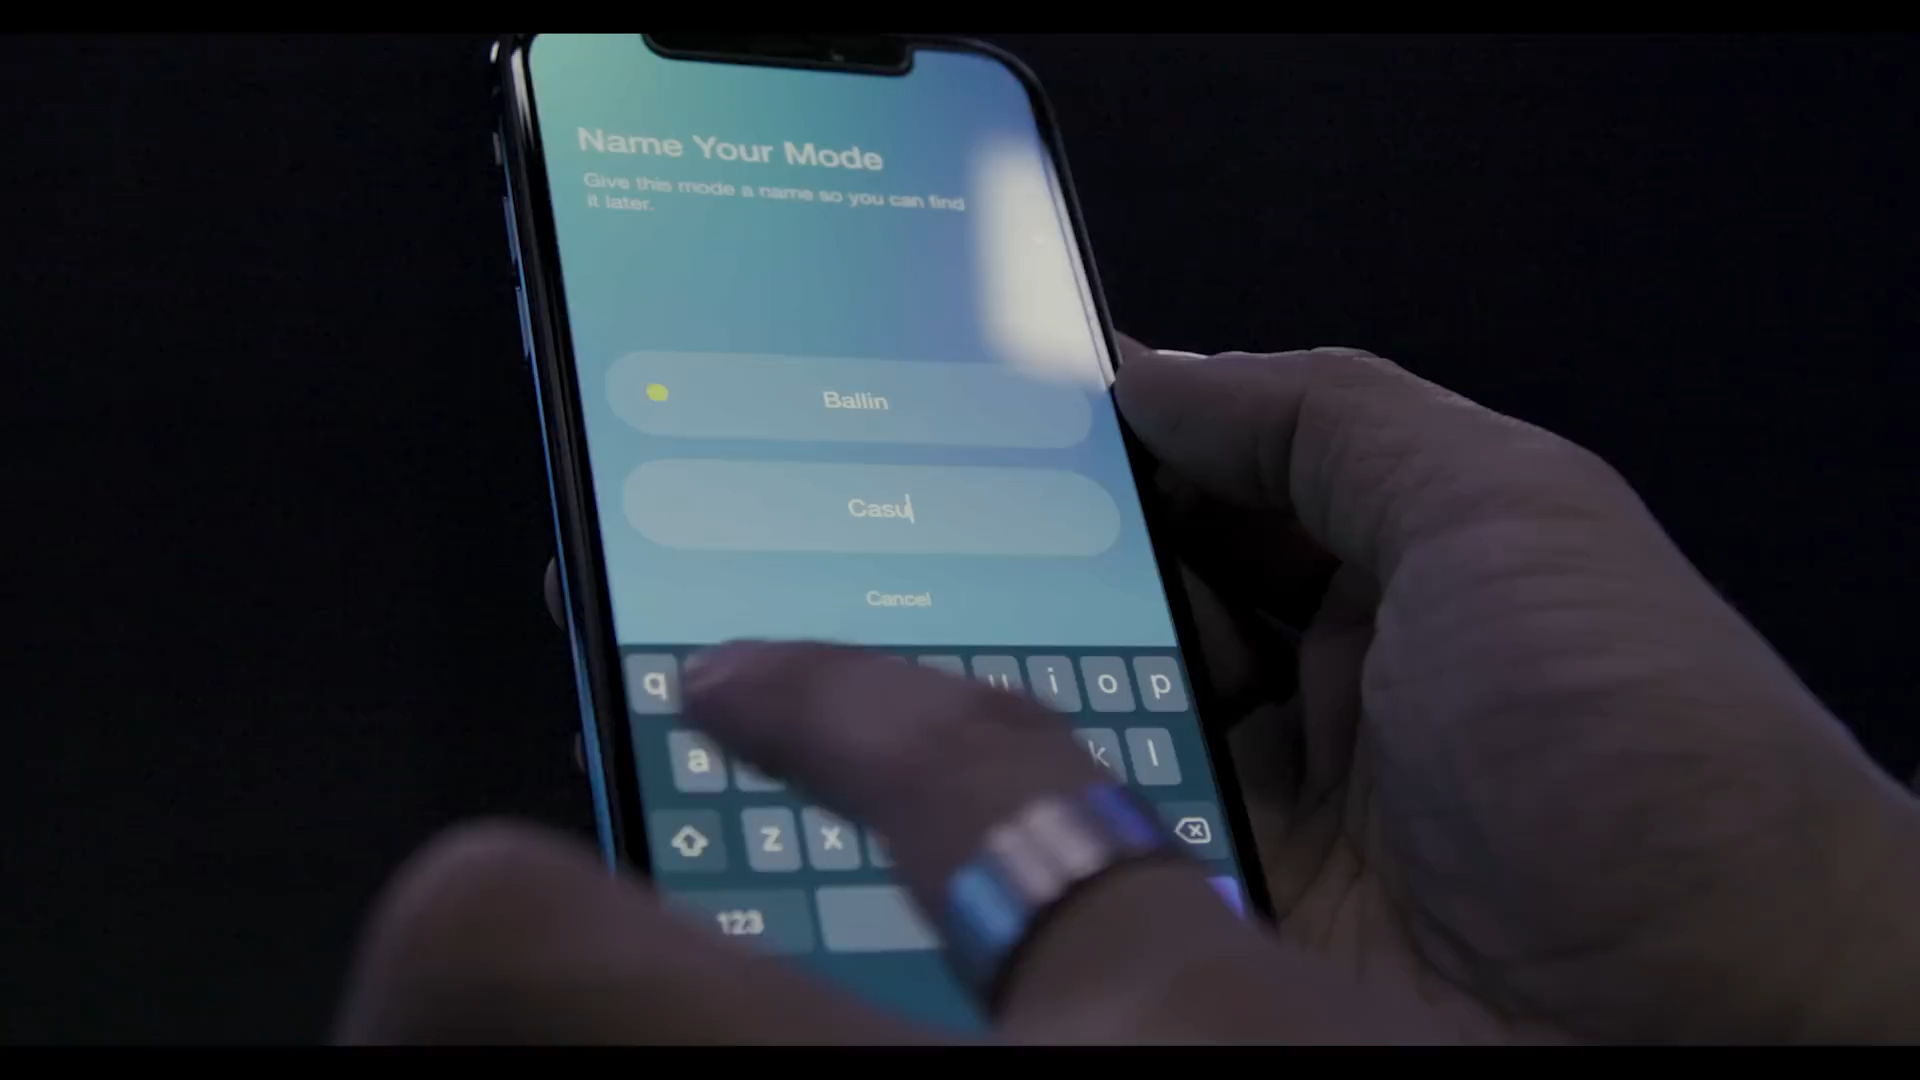 Name Your Mode
Give this mode a name so you can find
it later.
Ballin
Casu
Cancel
q u i o p
a k l
z x
123